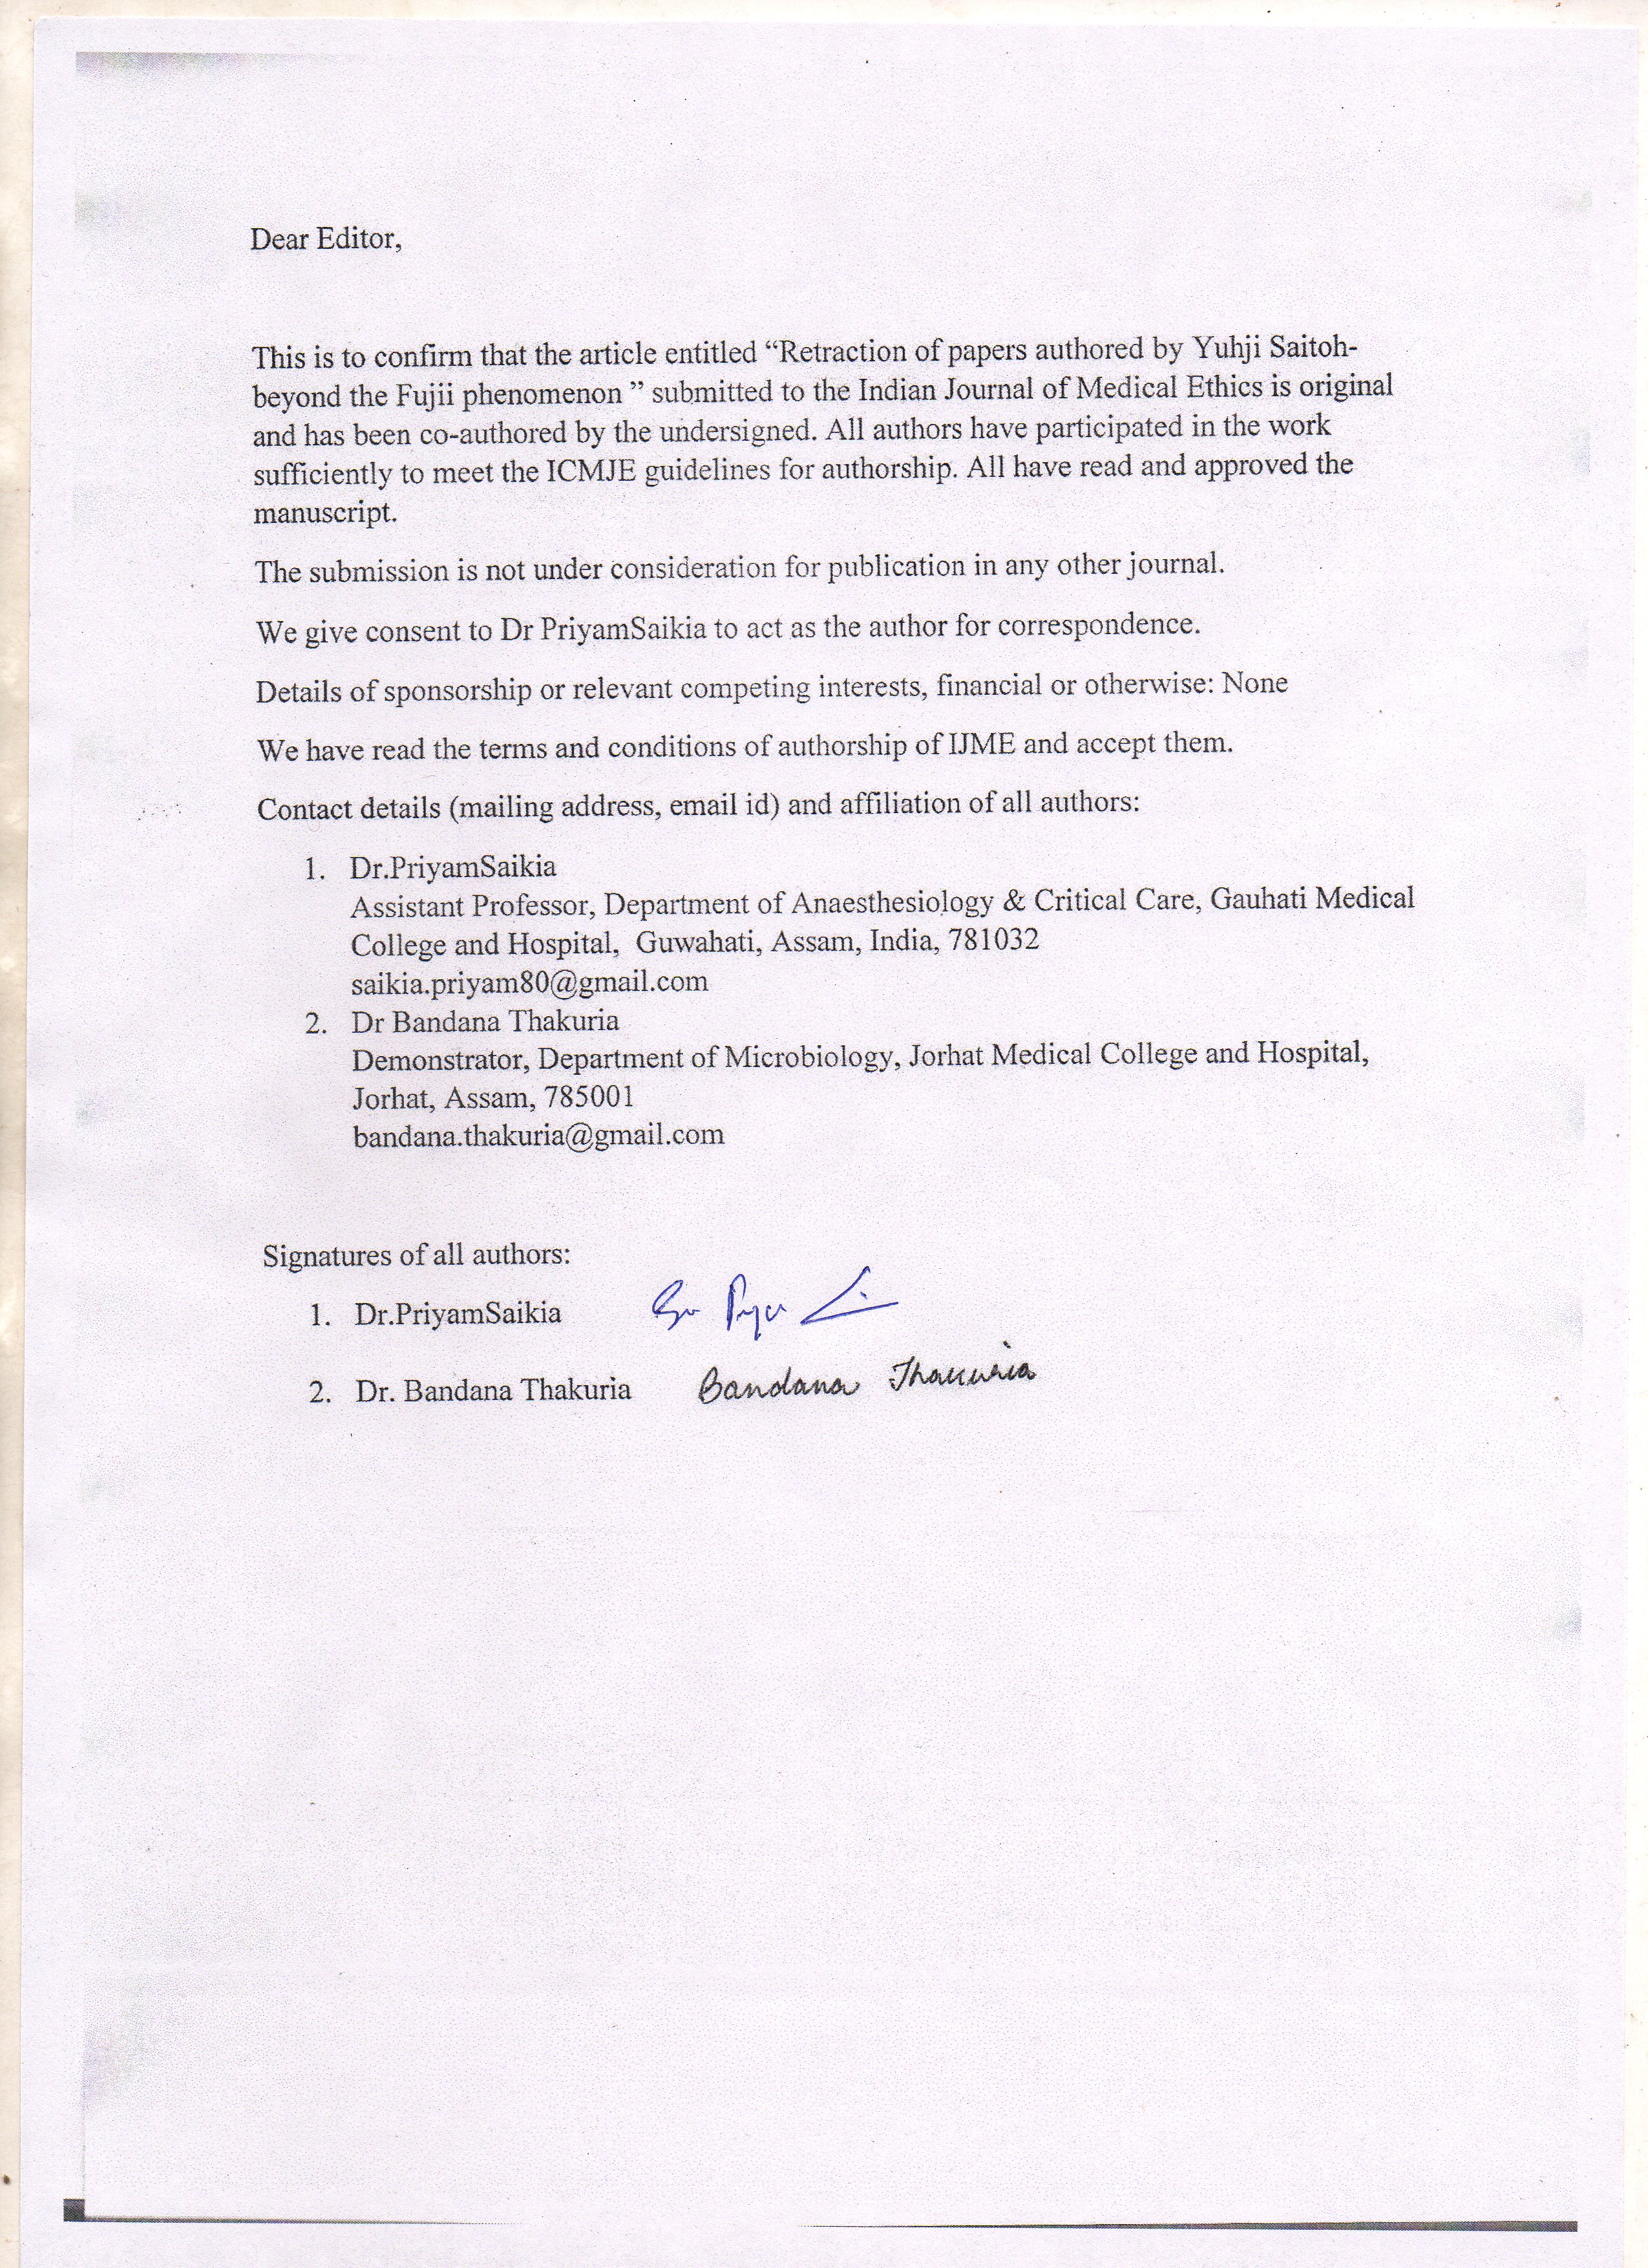 Dear Editor,
This is to confirm that the article entitled “Retraction of papers authored by Yuhji Saitoh-
beyond the Fujii phenomenon ” submitted to the Indian Journal of Medical Ethics is original
and has been co-authored by the undersigned. All authors have participated in the work
sufficiently to meet the ICMJE guidelines for authorship. All have read and approved the
manuscript.
The submission is not under consideration for publication in any other journal.
We give consent to Dr PriyamSaikia to act as the author for correspondence.
Details of sponsorship or relevant competing interests, financial or otherwise: None
We have read the terms and conditions of authorship of IJME and accept them.
Contact details (mailing address, email id) and affiliation of all authors:
1. Dr.PriyamSaikia
Assistant Professor, Department of Anaesthesiology & Critical Care, Gauhati Medical
College and Hospital, Guwahati, Assam, India, 781032
saikia.priyam80@gmail.com
2. Dr Bandana Thakuria
Demonstrator, Department of Microbiology, Jorhat Medical College and Hospital,
Jorhat, Assam, 785001
bandana.thakuria@gmail.com
Signatures of all authors:
1. Dr.PriyamSaikia
2. Dr. Bandana Thakuria Bandana Thakuria